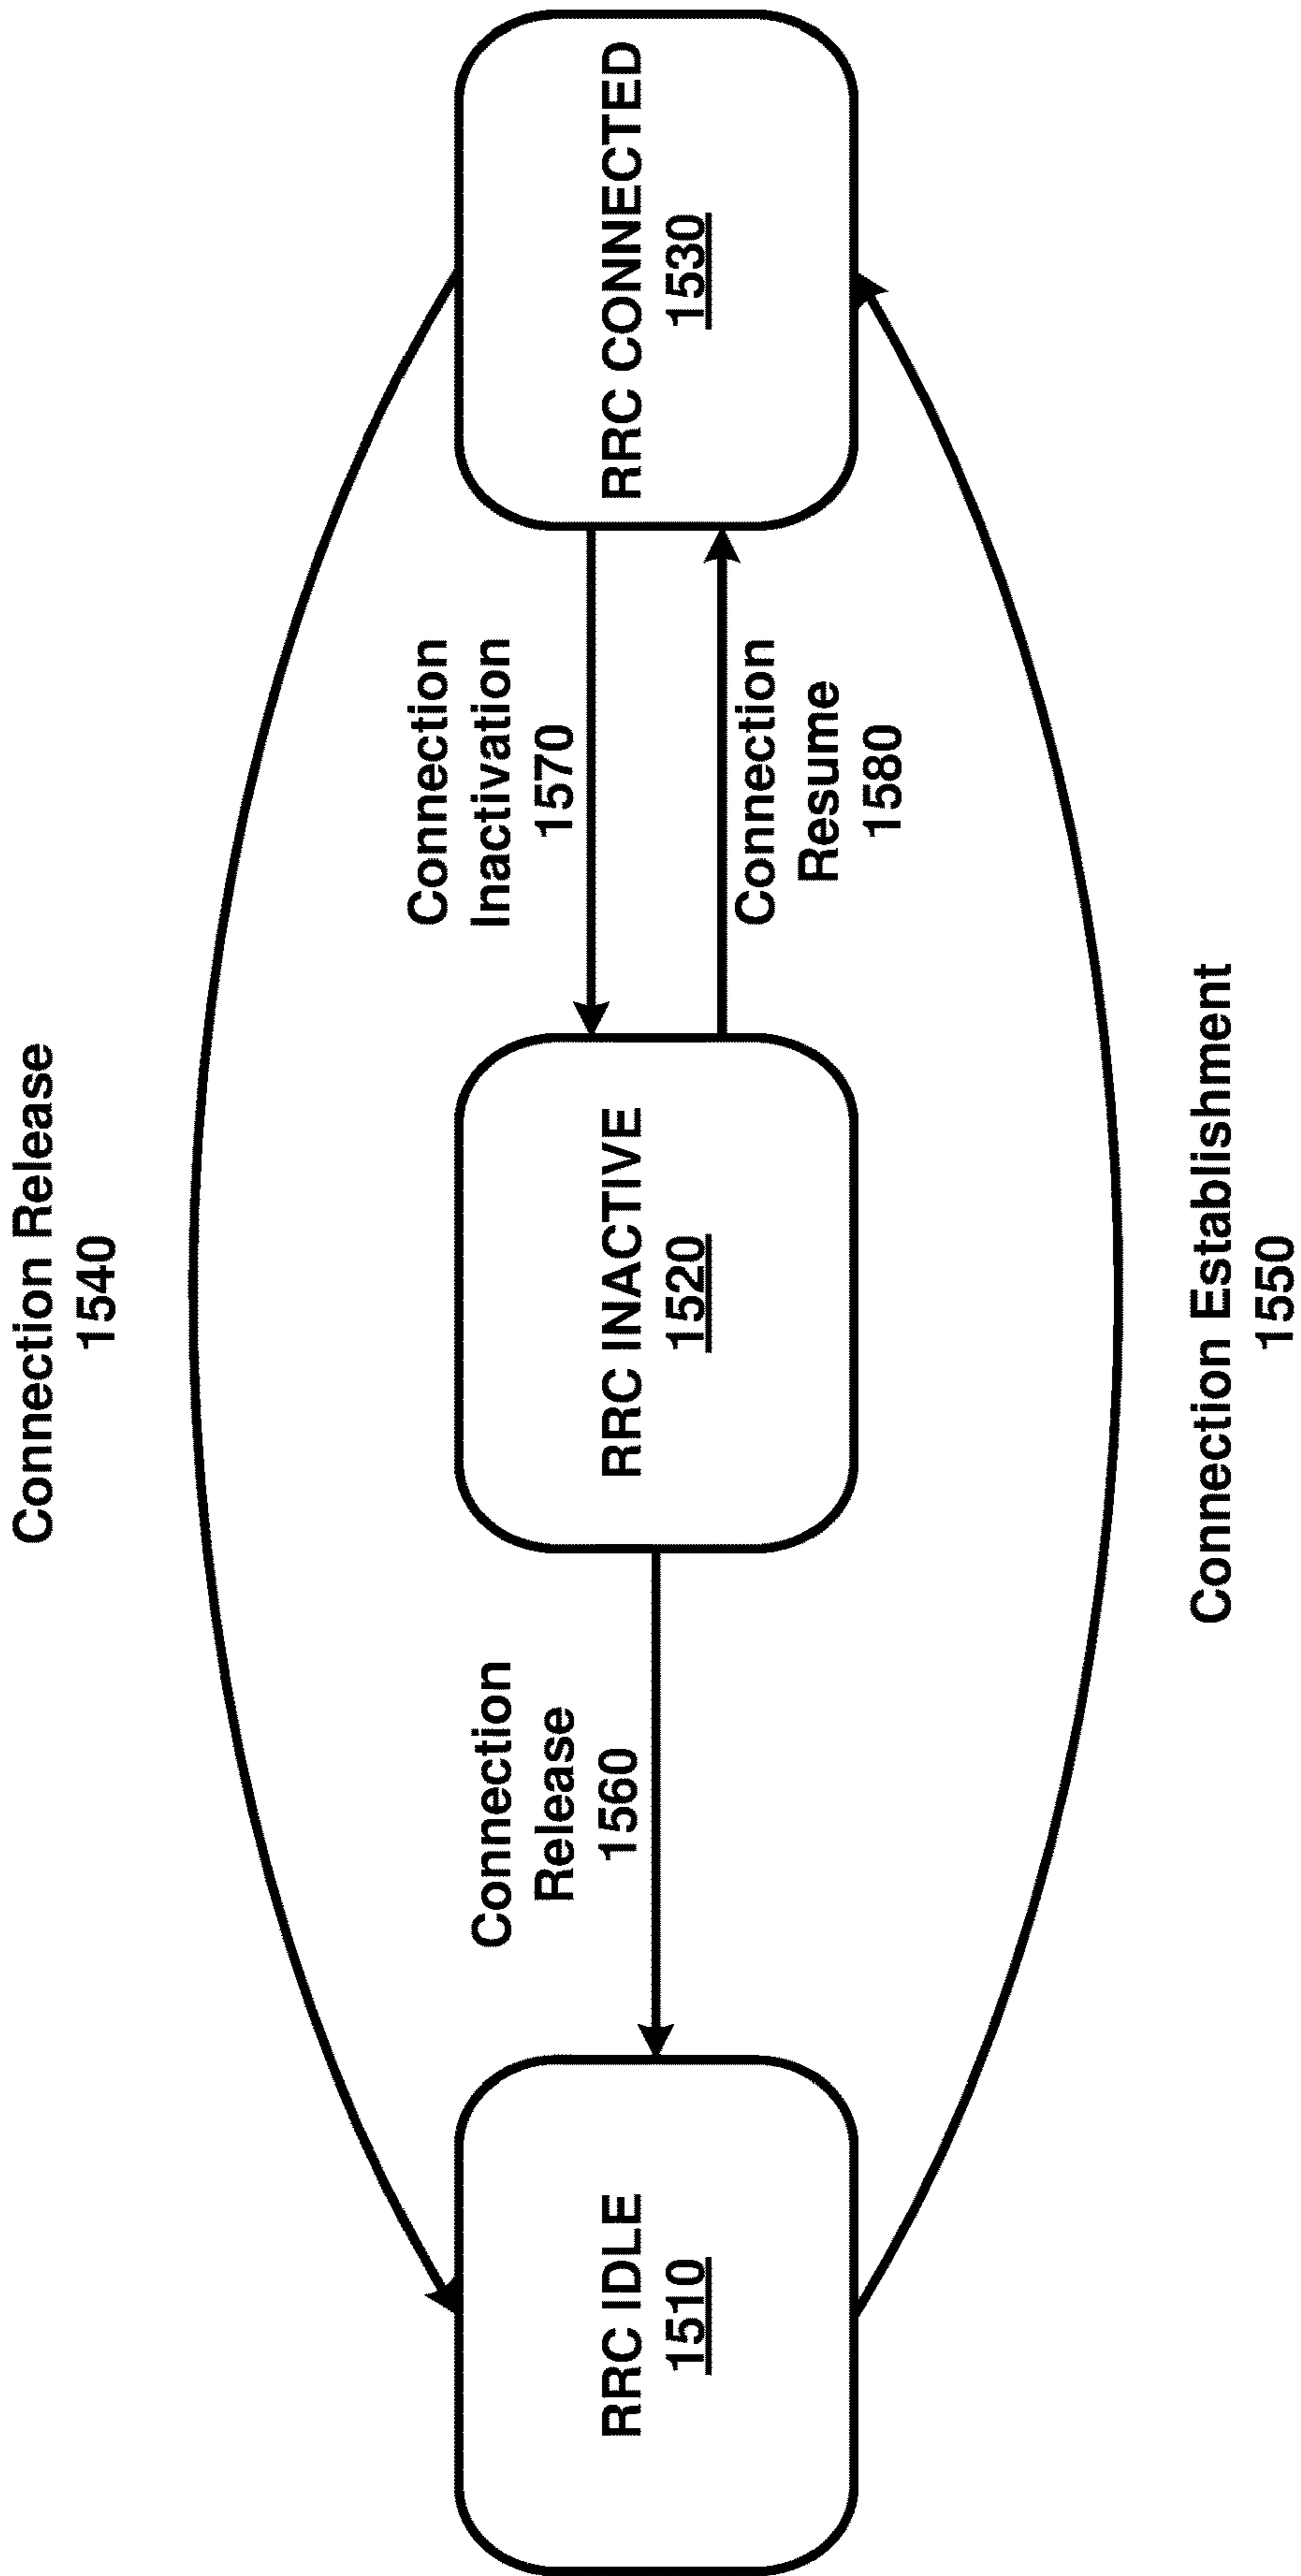 Connection Release
1540
RRC IDLE
1510
Connection
Release
1560
RRC INACTIVE
1520
Connection
Inactivation
1570
Connection
Resume
1580
RRC CONNECTED
1530
Connection Establishment
1550